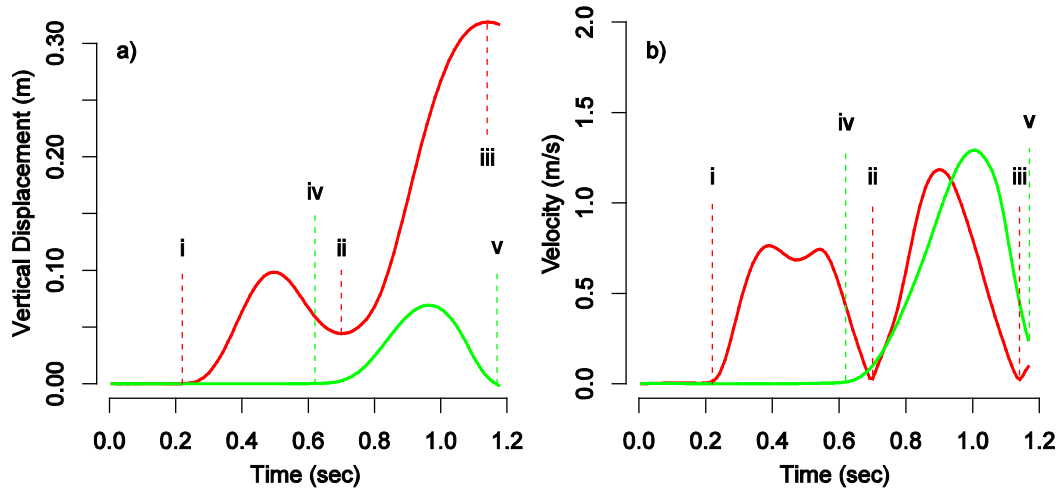 a)
Vertical Displacement (m)
0.00 0.10 0.20 0.30
i
iv
ii
iii
v
0.0 0.2 0.4 0.6 0.8 1.0 1.2
Time (sec)
b)
Velocity (m/s)
0.0 0.5 1.0 1.5 2.0
i
iv
ii
iii
v
0.0 0.2 0.4 0.6 0.8 1.0 1.2
Time (sec)